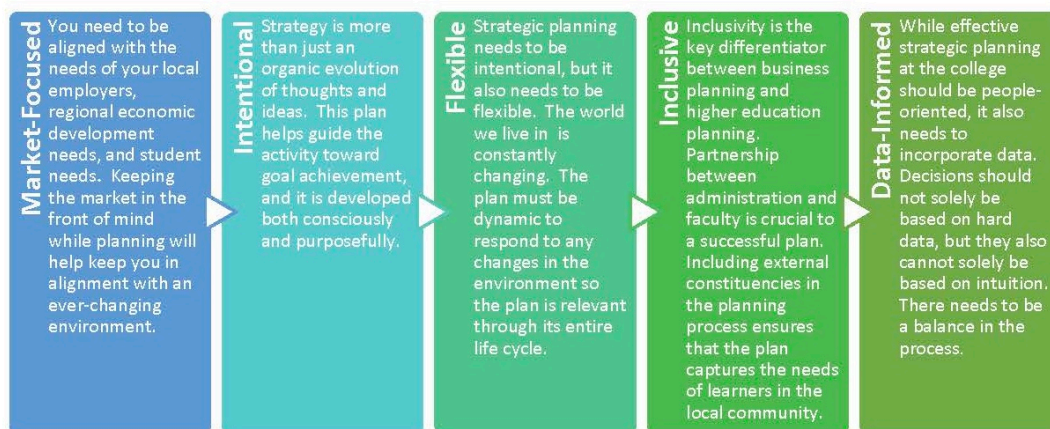 Market-Focused
You need to be
aligned with the
needs of your local
employers,
regional economic
development
needs, and student
needs.  Keeping
the market in the
front of mind
while planning will
help keep you in
alignment with an
ever-changing
environment.
Intentional
Strategy is more
than just an
organic evolution
of thoughts and
ideas.  This plan
helps guide the
activity toward
goal achievement,
and it is developed
both consciously
and purposefully.
Flexible
Strategic planning
needs to be
intentional, but it
also needs to be
flexible.  The world
we live in  is
constantly
changing.  The
plan must be
dynamic to
respond to any
changes in the
environment so
the plan is relevant
through its entire
life cycle.
Inclusive
Inclusivity is the
key differentiator
between business
planning and
higher education
planning.
Partnership
between
administration and
faculty is crucial to
a successful plan.
Including external
constituencies in
the planning
process ensures
that the plan
captures the needs
of learners in the
local community.
Data-Informed
While effective
strategic planning
at the college
should be people-
oriented, it also
needs to
incorporate data.
Decisions should
not solely be
based on hard
data, but they also
cannot solely be
based on intuition.
There needs to be
a balance in the
process.